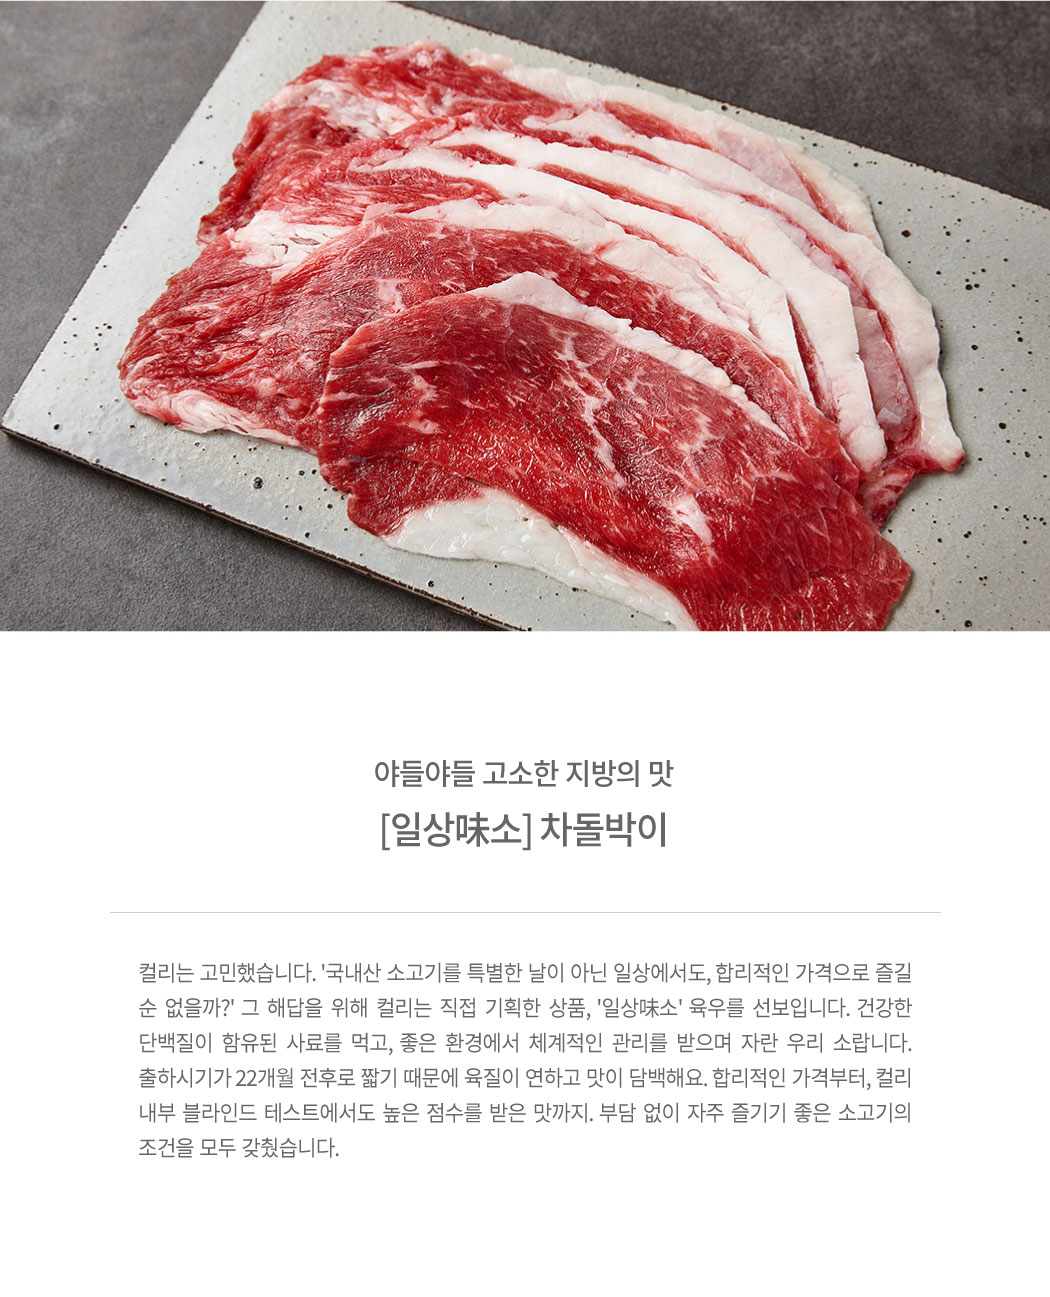 야들야들 고소한 지방의 맛
[일상味소] 차돌박이
컬리는 고민했습니다. '국내산 소고기를 특별한 날이 아닌 일상에서도, 합리적인 가격으로 즐길
순 없을까?' 그 해답을 위해 컬리는 직접 기획한 상품, '일상味소' 육우를 선보입니다. 건강한
단백질이 함유된 사료를 먹고, 좋은 환경에서 체계적인 관리를 받으며 자란 우리 소랍니다.
출하시기가 22개월 전후로 짧기 때문에 육질이 연하고 맛이 담백해요. 합리적인 가격부터, 컬리
내부 블라인드 테스트에서도 높은 점수를 받은 맛까지. 부담 없이 자주 즐기기 좋은 소고기의
조건을 모두 갖췄습니다.